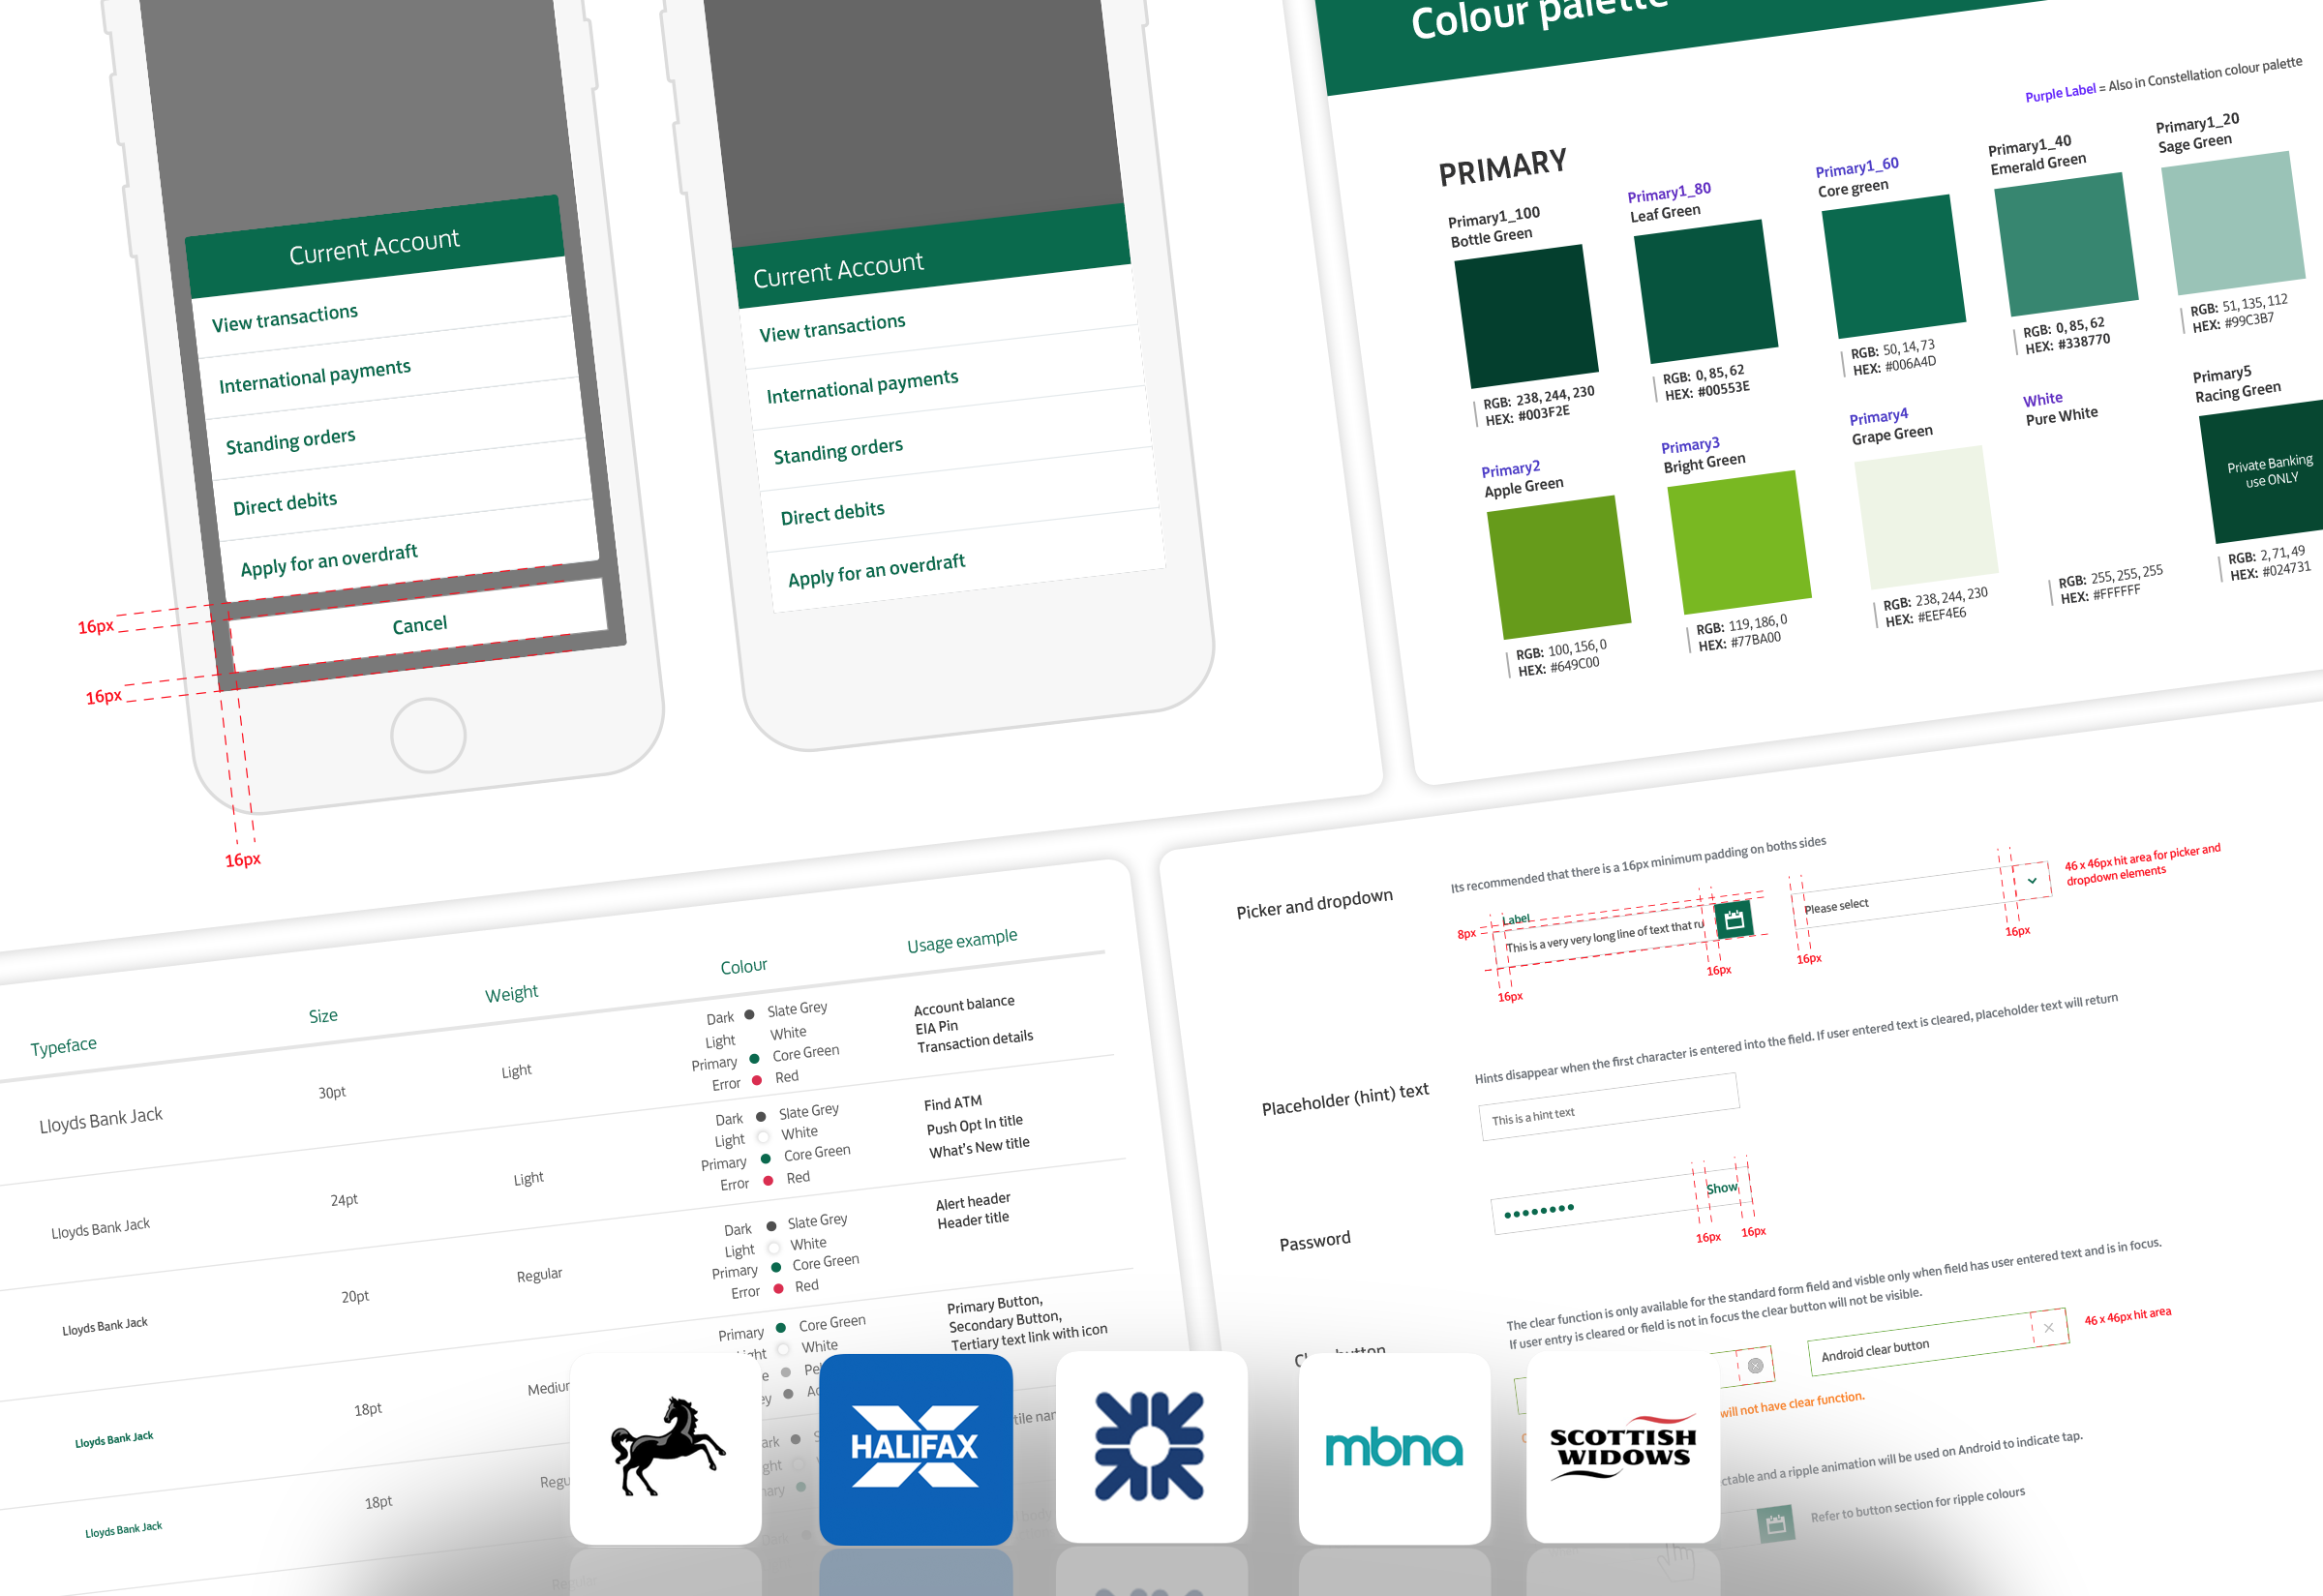 Current Account
View transactions
International payments
Standing orders
Direct debits
Apply for an overdraft
Cancel
16px
16px
16px
Current Account
View transactions
International payments
Standing orders
Direct debits
Apply for an overdraft
Colour palette
Purple Label = Also in Constellation colour palette
PRIMARY
Primary1_100
Bottle Green
RGB: 238, 244, 230
HEX: #003F2E
Primary1_80
Leaf Green
RGB: 0, 85, 62
HEX: #00553E
Primary1_60
Core green
RGB: 50, 14, 73
HEX: #006A4D
Primary1_40
Emerald Green
RGB: 0, 85, 62
HEX: #338770
Primary1_20
Sage Green
RGB: 51, 135, 112
HEX: #99C3B7
Primary2
Apple Green
RGB: 100, 156, 0
HEX: #649C00
Primary3
Bright Green
RGB: 119, 186, 0
HEX: #77BA00
Primary4
Grape Green
RGB: 238, 244, 230
HEX: #EEF4E6
White
Pure White
RGB: 255, 255, 255
HEX: #FFFFFF
Primary5
Racing Green
Private Banking
use ONLY
RGB: 2, 71, 49
HEX: #024731
Typeface
Size
Weight
Colour
Usage example
Lloyds Bank Jack
30pt
Light
Dark Slate Grey
Light White
Primary Core Green
Error Red
Account balance
EIA Pin
Transaction details
Lloyds Bank Jack
24pt
Light
Dark Slate Grey
Light White
Primary Core Green
Error Red
Find ATM
Push Opt In title
What's New title
Lloyds Bank Jack
20pt
Regular
Dark Slate Grey
Light White
Primary Core Green
Error Red
Alert header
Header title
Lloyds Bank Jack
18pt
Primary Core Green
White
Primary Button,
Secondary Button,
Tertiary text link with icon
Lloyds Bank Jack
18pt
Picker and dropdown
Its recommended that there is a 16px minimum padding on boths sides
Label
8px
This is a very very long line of text that ru
16px
16px
Please select
16px
16px
46 x 46px hit area for picker and
dropdown elements
Placeholder (hint) text
Hints disappear when the first character is entered into the field. If user entered text is cleared, placeholder text will return
This is a hint text
Password
Show
16px
16px
The clear function is only available for the standard form field and visble only when field has user entered text and is in focus.
If user entry is cleared or field is not in focus the clear button will not be visible.
button
Android clear button
46 x 46px hit area
will not have clear function.
and a ripple animation will be used on Android to indicate tap.
Refer to button section for ripple colours
HALIFAX
mbna
SCOTTISH
WIDOWS